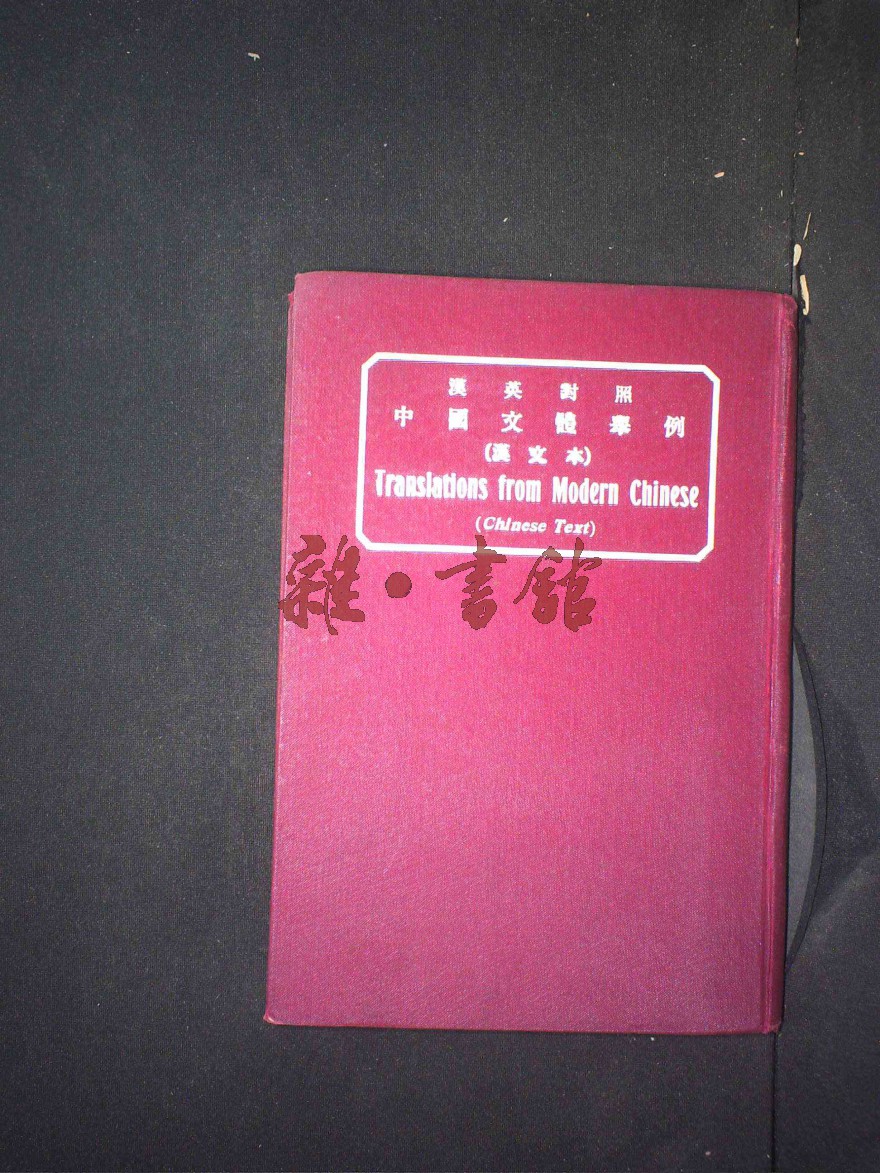 漢英對照
中國文體舉例
(漢文本)
Translations from Modern Chinese
(Chinese Text)
雜·書館